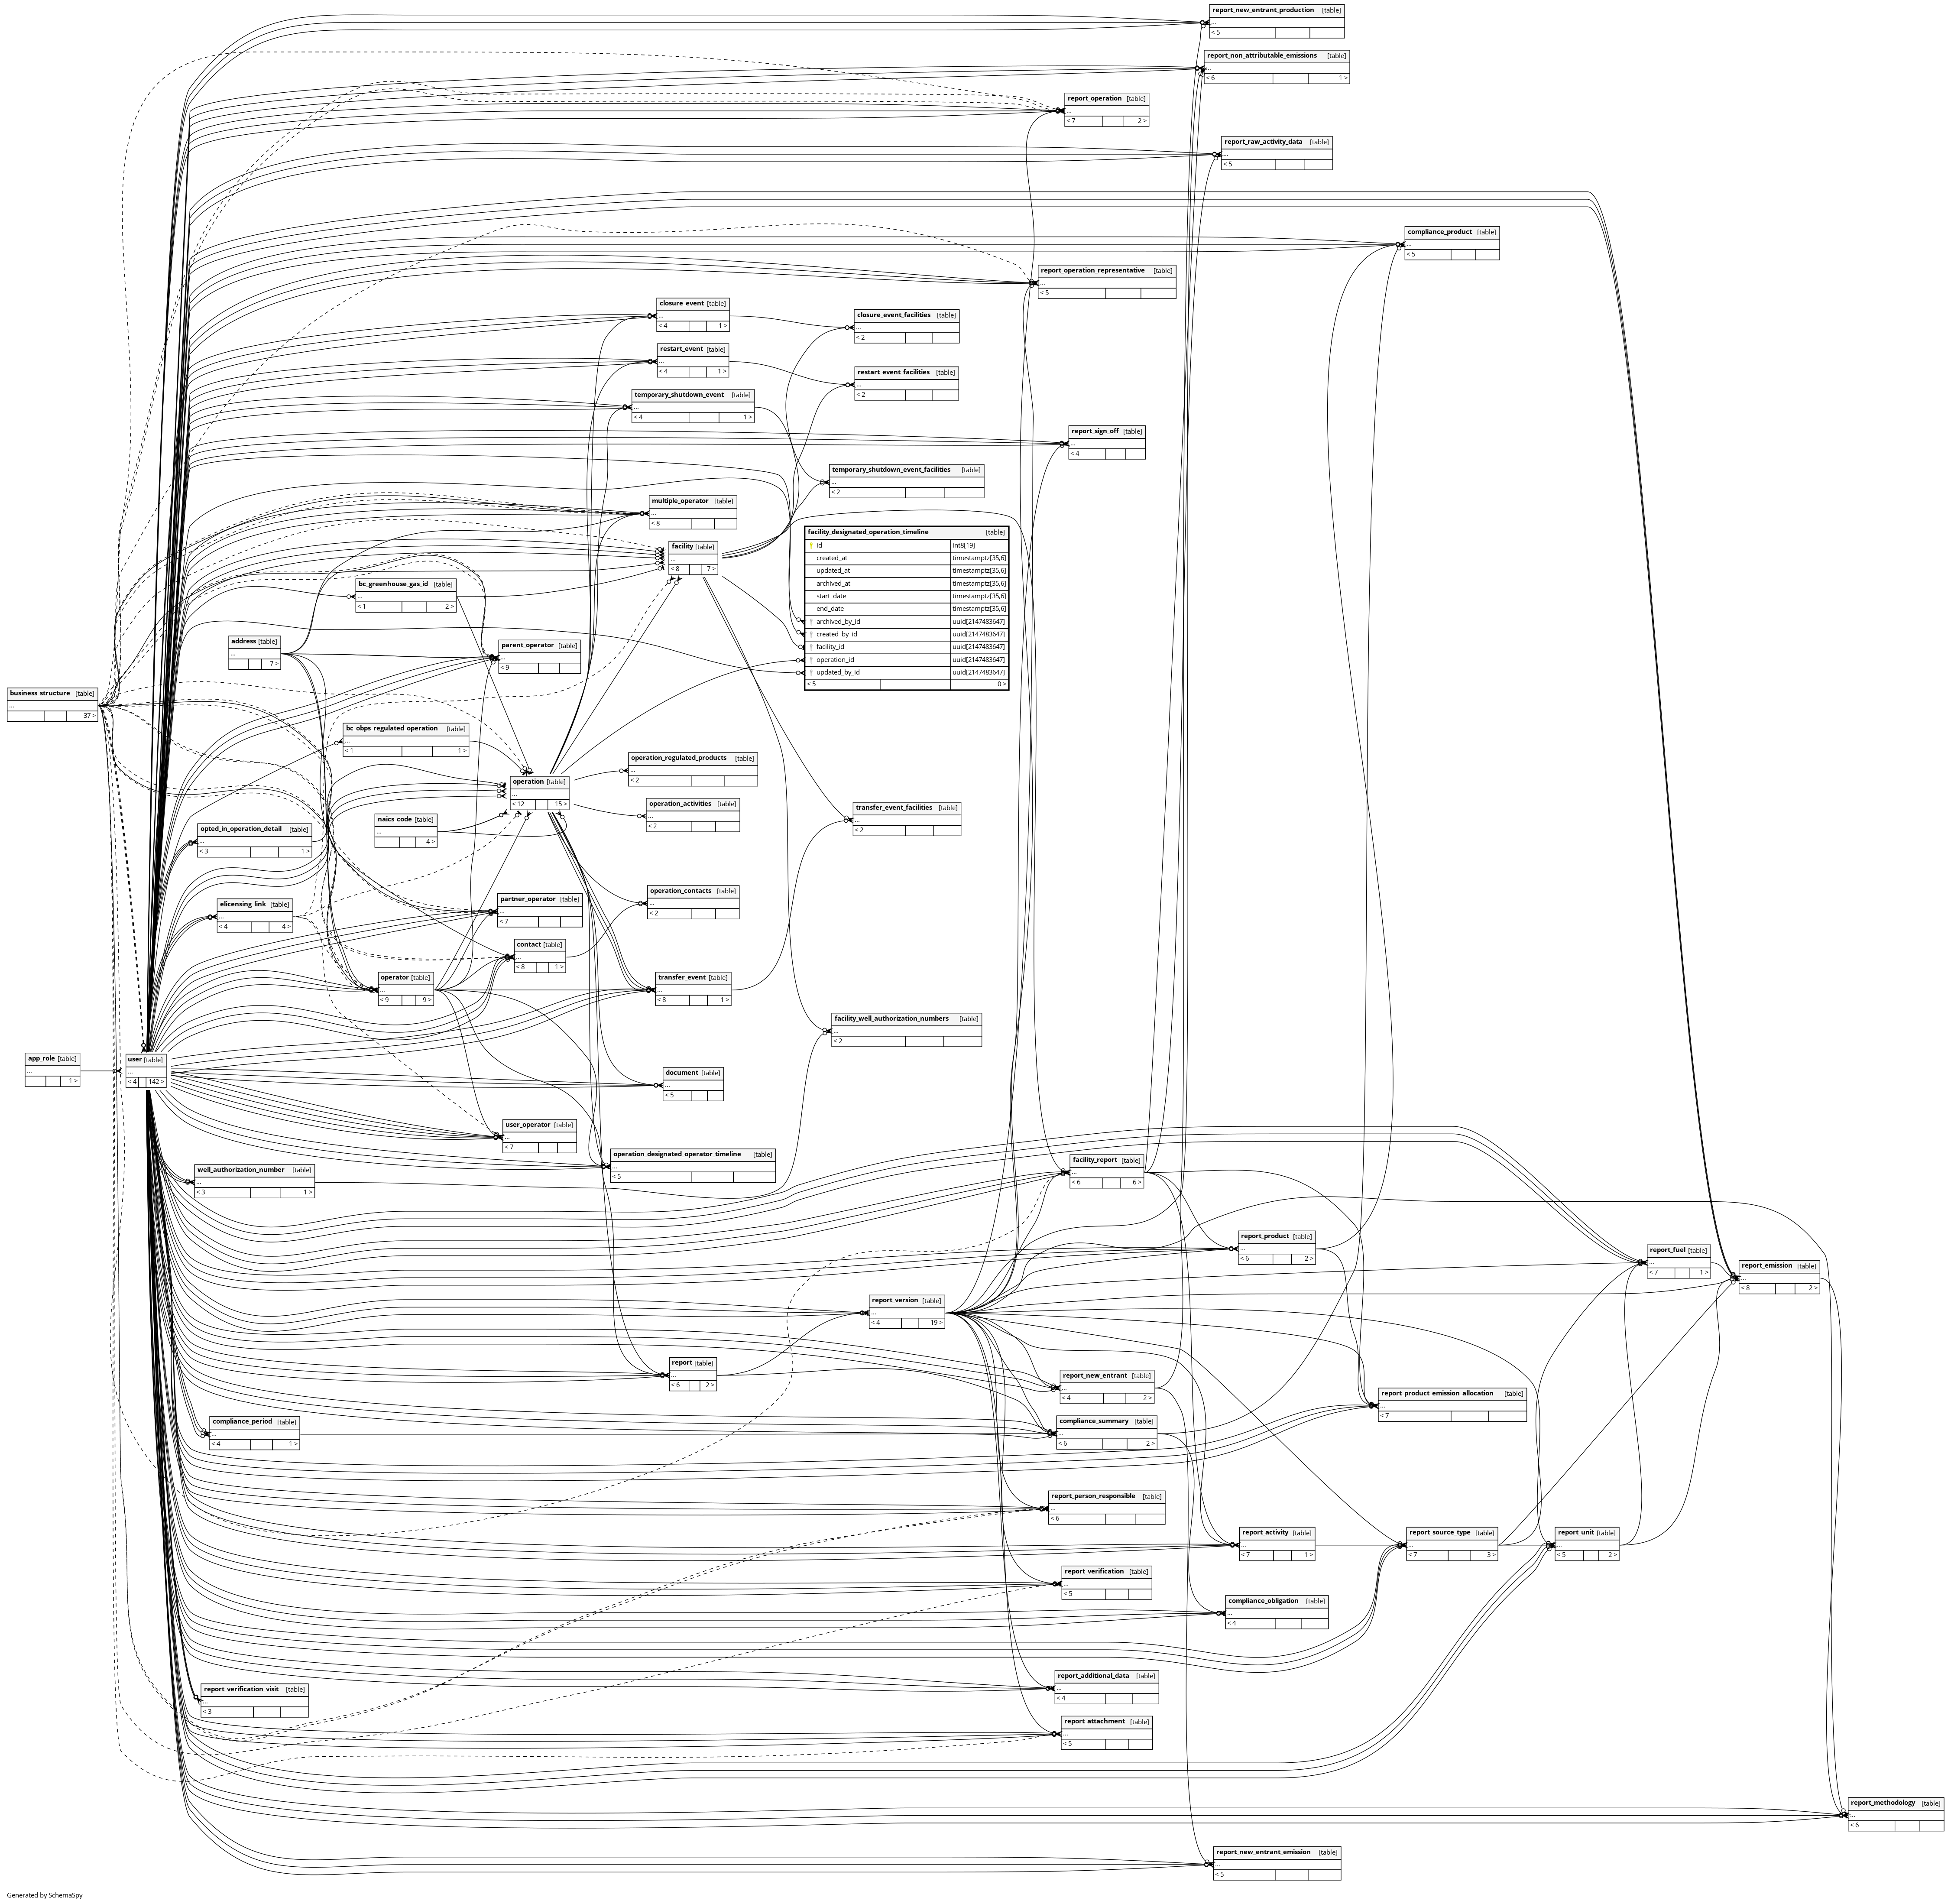 report_new_entrant_production [table]
...
< 5
report_non_attributable_emissions [table]
...
< 6 1 >
report_operation [table]
...
< 7 2 >
report_raw_activity_data [table]
...
< 5
compliance_product [table]
...
< 5
report_operation_representative [table]
...
< 5
closure_event [table]
...
< 4 1 >
closure_event_facilities [table]
...
< 2
restart_event [table]
...
< 4 1 >
restart_event_facilities [table]
...
< 2
temporary_shutdown_event [table]
...
< 4 1 >
report_sign_off [table]
...
< 4
temporary_shutdown_event_facilities [table]
...
< 2
multiple_operator [table]
...
< 8
facility [table]
...
< 8 7 >
facility_designated_operation_timeline [table]
id int8[19]
created_at timestamptz[35,6]
updated_at timestamptz[35,6]
archived_at timestamptz[35,6]
start_date timestamptz[35,6]
end_date timestamptz[35,6]
archived_by_id uuid[2147483647]
created_by_id uuid[2147483647]
facility_id uuid[2147483647]
operation_id uuid[2147483647]
updated_by_id uuid[2147483647]
< 5 0 >
bc_greenhouse_gas_id [table]
...
< 1 2 >
address [table]
...
7 >
parent_operator [table]
...
< 9
business_structure [table]
...
37 >
bc_obps_regulated_operation [table]
...
< 1 1 >
operation_regulated_products [table]
...
< 2
operation [table]
...
< 12 15 >
operation_activities [table]
...
< 2
transfer_event_facilities [table]
...
< 2
naics_code [table]
...
4 >
opted_in_operation_detail [table]
...
< 3 1 >
operation_contacts [table]
...
< 2
partner_operator [table]
...
< 7
elicensing_link [table]
...
< 4 4 >
contact [table]
...
< 8 1 >
operator [table]
...
< 9 9 >
transfer_event [table]
...
< 8 1 >
facility_well_authorization_numbers [table]
...
< 2
app_role [table]
...
1 >
user [table]
...
< 4 142 >
document [table]
...
< 5
user_operator [table]
...
< 7
operation_designated_operator_timeline [table]
...
< 5
well_authorization_number [table]
...
< 3 1 >
facility_report [table]
...
< 6 6 >
report_product [table]
...
< 6 2 >
report_fuel [table]
...
< 7 1 >
report_emission [table]
...
< 8 2 >
report_version [table]
...
< 4 19 >
report [table]
...
< 6 2 >
report_new_entrant [table]
...
< 4 2 >
report_product_emission_allocation [table]
...
< 7
compliance_period [table]
...
< 4 1 >
compliance_summary [table]
...
< 6 2 >
report_person_responsible [table]
...
< 6
report_activity [table]
...
< 7 1 >
report_source_type [table]
...
< 7 3 >
report_unit [table]
...
< 5 2 >
report_verification [table]
...
< 5
compliance_obligation [table]
...
< 4
report_additional_data [table]
...
< 4
report_verification_visit [table]
...
< 3
report_attachment [table]
...
< 5
report_methodology [table]
...
< 6
report_new_entrant_emission [table]
...
< 5
Generated by SchemaSpy